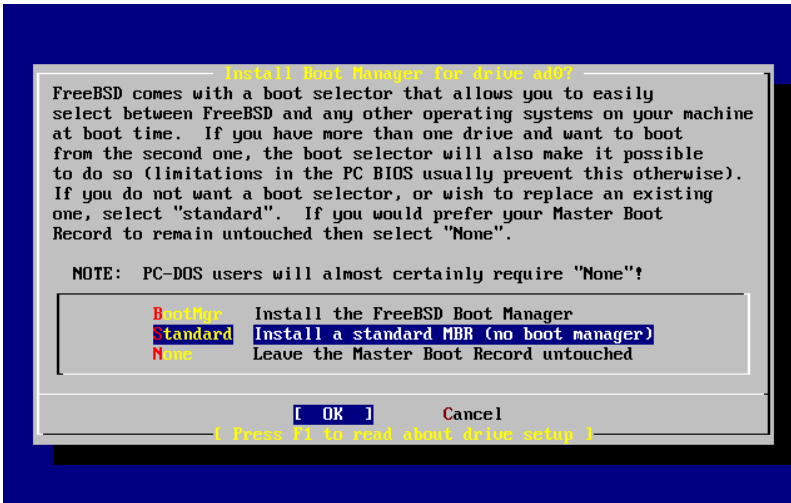 Install Boot Manager for drive ad0?
FreeBSD comes with a boot selector that allows you to easily
select between FreeBSD and any other operating systems on your machine
at boot time.  If you have more than one drive and want to boot
from the second one, the boot selector will also make it possible
to do so (limitations in the PC BIOS usually prevent this otherwise).
If you do not want a boot selector, or wish to replace an existing
one, select "standard".  If you would prefer your Master Boot
Record to remain untouched then select "None".
NOTE:  PC-DOS users will almost certainly require "None"!
BootMgr   Install the FreeBSD Boot Manager
Standard  Install a standard MBR (no boot manager)
None      Leave the Master Boot Record untouched
[  OK  ]       Cancel
[ Press F1 to read about drive setup ]